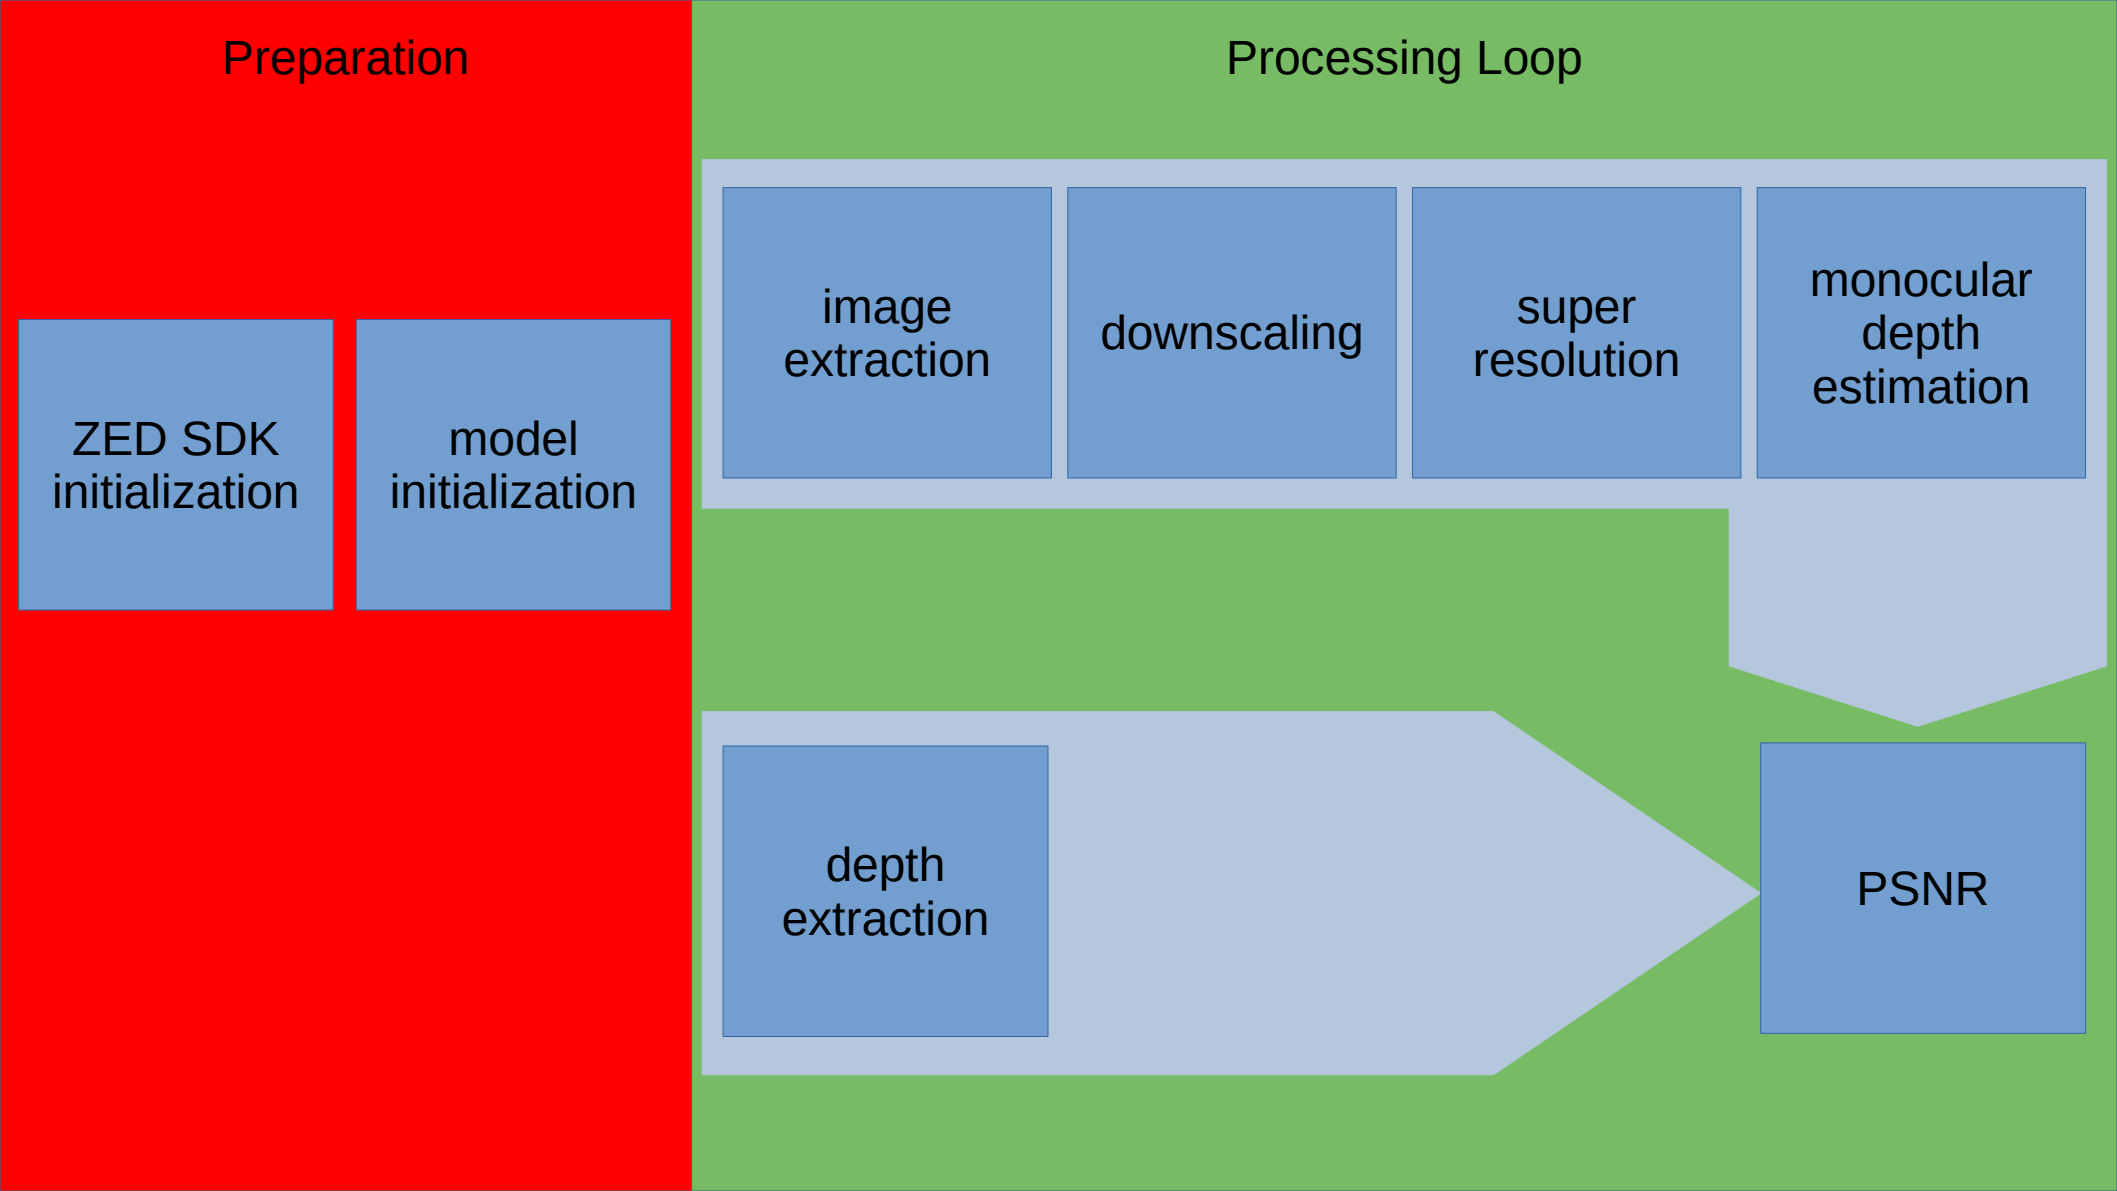 Preparation
ZED SDK
initialization
model
initialization
Processing Loop
image
extraction
downscaling
super
resolution
monocular
depth
estimation
depth
extraction
PSNR